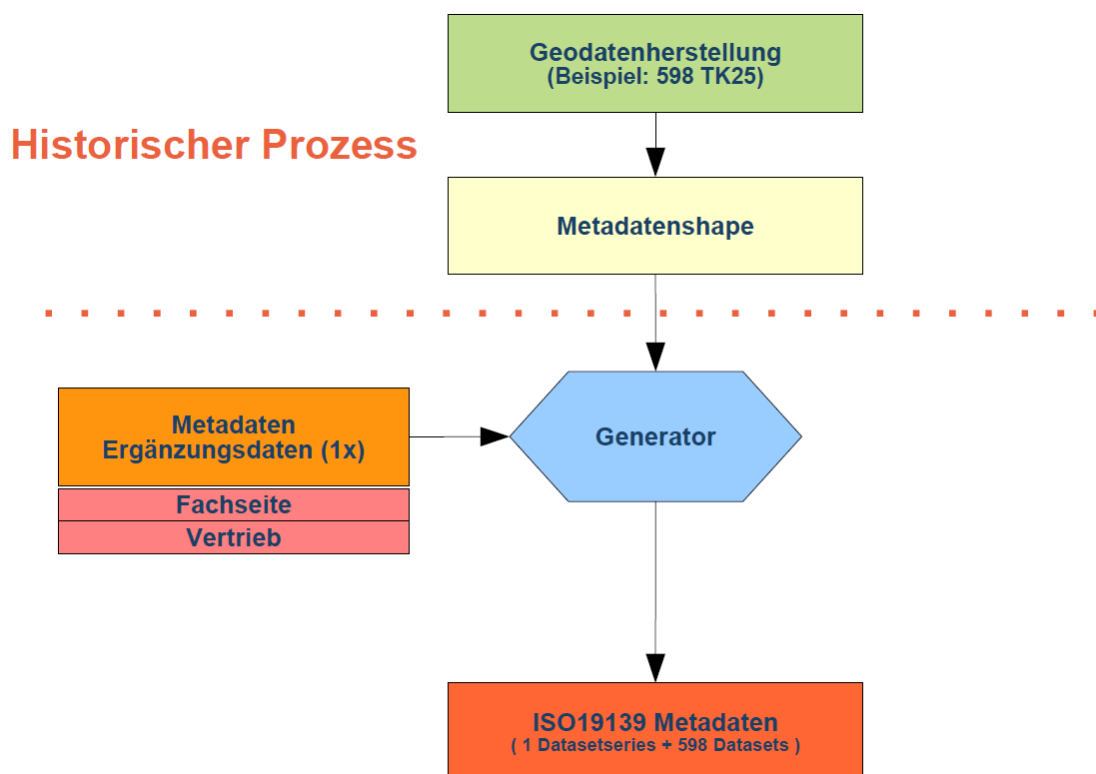 Geodatenherstellung
(Beispiel: 598 TK25)
Historischer Prozess
Metadatenshape
Metadaten
Ergänzungsdaten (1x)
Fachseite
Vertrieb
Generator
ISO19139 Metadaten
( 1 Datasetseries + 598 Datasets )